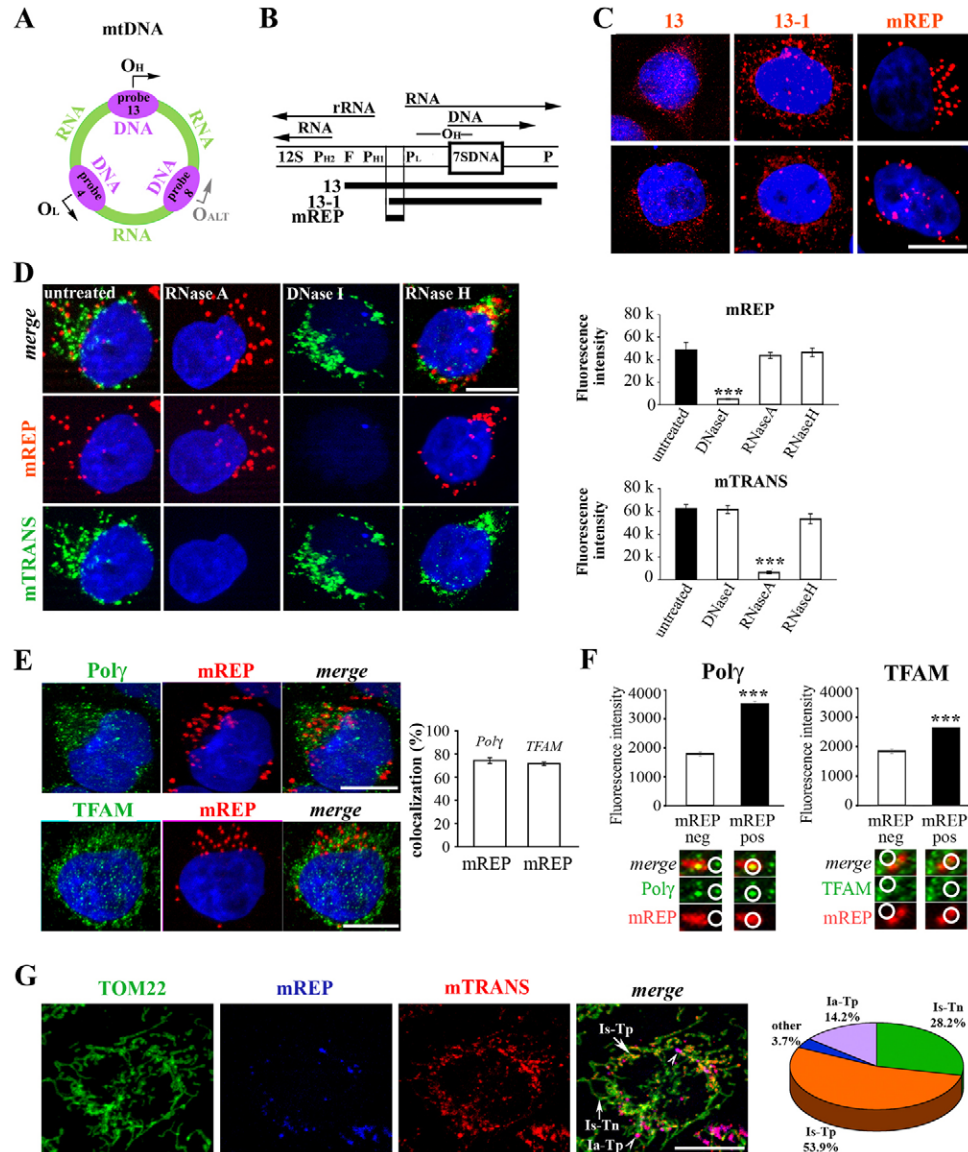 A
mtDNA
OH
probe 13
DNA
RNA
RNA
DNA
probe 4
DNA
probe 8
OL
OALT
RNA
B
rRNA
RNA
RNA
DNA
OH
12S PH2 F PH1 PL 7SDNA P
13
13-1
mREP
C
13 13-1 mREP
D
untreated RNase A DNase I RNase H
merge
mREP
mTRANS
mREP
Fluorescence intensity
80 k
60 k
40 k
20 k
0
***
untreated DNaseI RNaseA RNaseH
mTRANS
Fluorescence intensity
80 k
60 k
40 k
20 k
0
***
untreated DNaseI RNaseA RNaseH
E
Polγ mREP merge
TFAM mREP merge
colocalization (%)
100
80
60
40
20
0
Polγ TFAM
mREP mREP
F
Polγ
Fluorescence intensity
4000
3000
2000
1000
0
***
mREP neg mREP pos
merge
Polγ
mREP
TFAM
Fluorescence intensity
4000
3000
2000
1000
0
***
mREP neg mREP pos
merge
TFAM
mREP
G
TOM22 mREP mTRANS merge
Is-Tp
Is-Tn
Ia-Tp
Ia-Tp
14.2%
Is-Tn
28.2%
other
3.7%
Is-Tp
53.9%